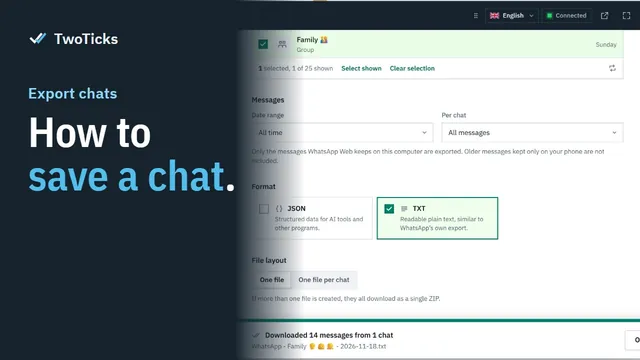 TwoTicks
Export chats
How to
save a chat.
English
Connected
Family
Group
Sunday
1 selected, 1 of 25 shown
Select shown
Clear selection
Messages
Date range
Per chat
All time
All messages
Only the messages WhatsApp Web keeps on this computer are exported. Older messages kept only on your phone are not
included.
Format
{} JSON
Structured data for AI tools and
other programs.
TXT
Readable plain text, similar to
WhatsApp's own export.
File layout
One file
One file per chat
If more than one file is created, they all download as a single ZIP.
Downloaded 14 messages from 1 chat
WhatsApp - Family - 2026-11-18.txt